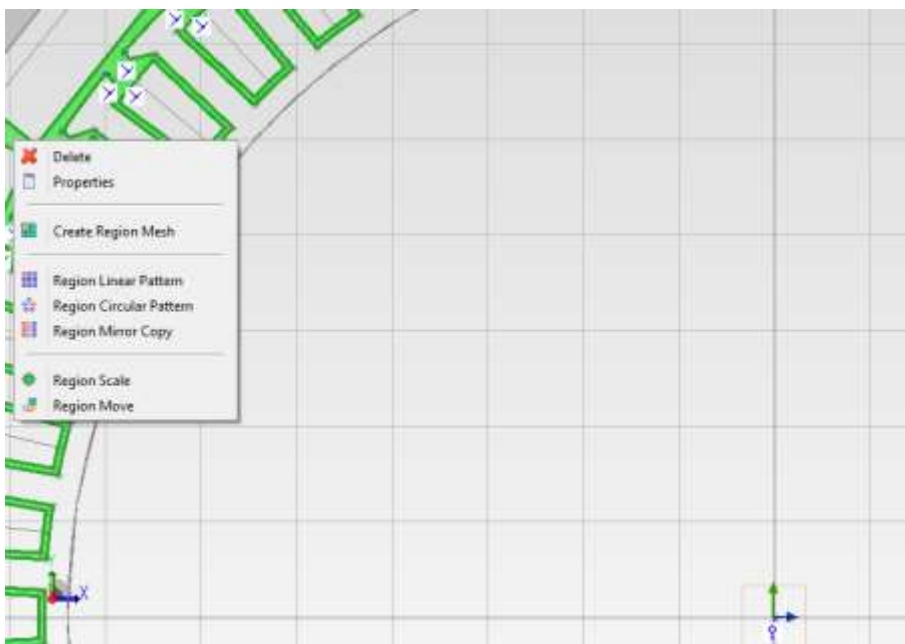 Delete
Properties
Create Region Mesh
Region Linear Pattern
Region Circular Pattern
Region Mirror Copy
Region Scale
Region Move
X